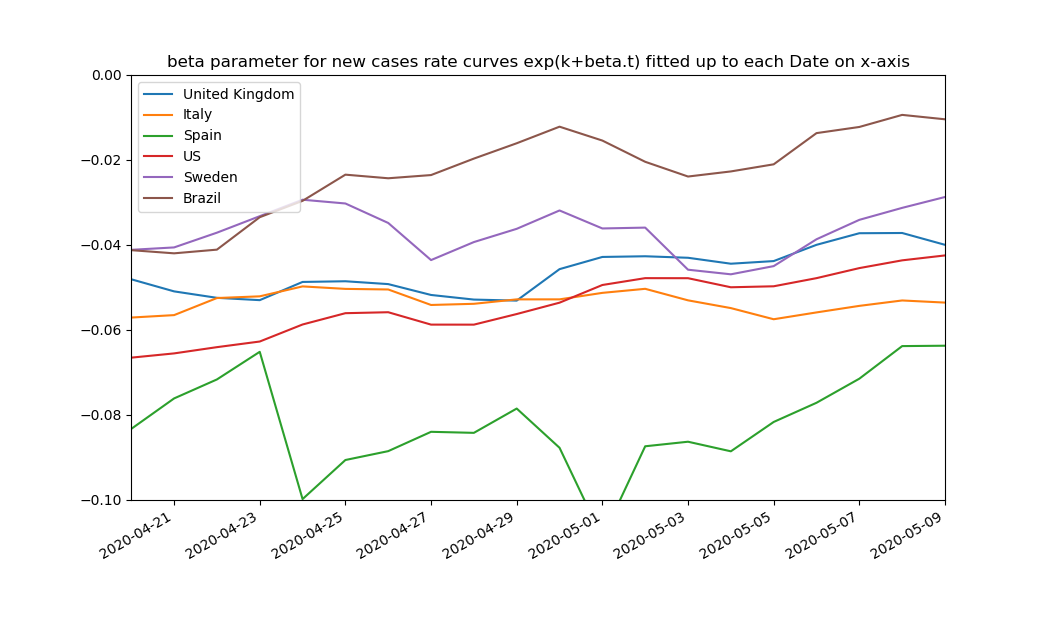 beta parameter for new cases rate curves exp(k+beta.t) fitted up to each Date on x-axis
0.00
−0.02
−0.04
−0.06
−0.08
−0.10
United Kingdom
Italy
Spain
US
Sweden
Brazil
2020-04-21
2020-04-23
2020-04-25
2020-04-27
2020-04-29
2020-05-01
2020-05-03
2020-05-05
2020-05-07
2020-05-09